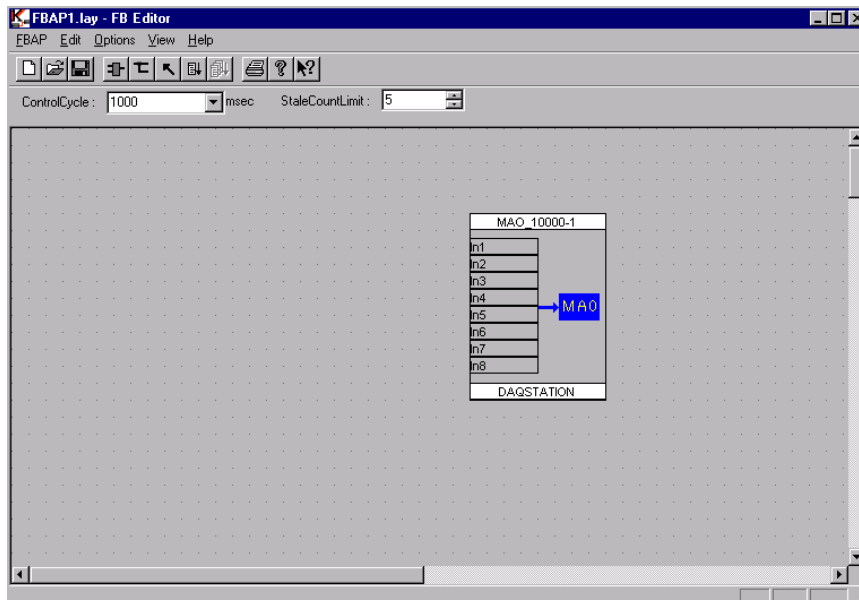 FBAP1.lay - FB Editor
FBAP Edit Options View Help
ControlCycle : 1000 msec StaleCountLimit : 5
MAO_10000-1
In1
In2
In3
In4
In5
In6
In7
In8
MAO
DAQSTATION